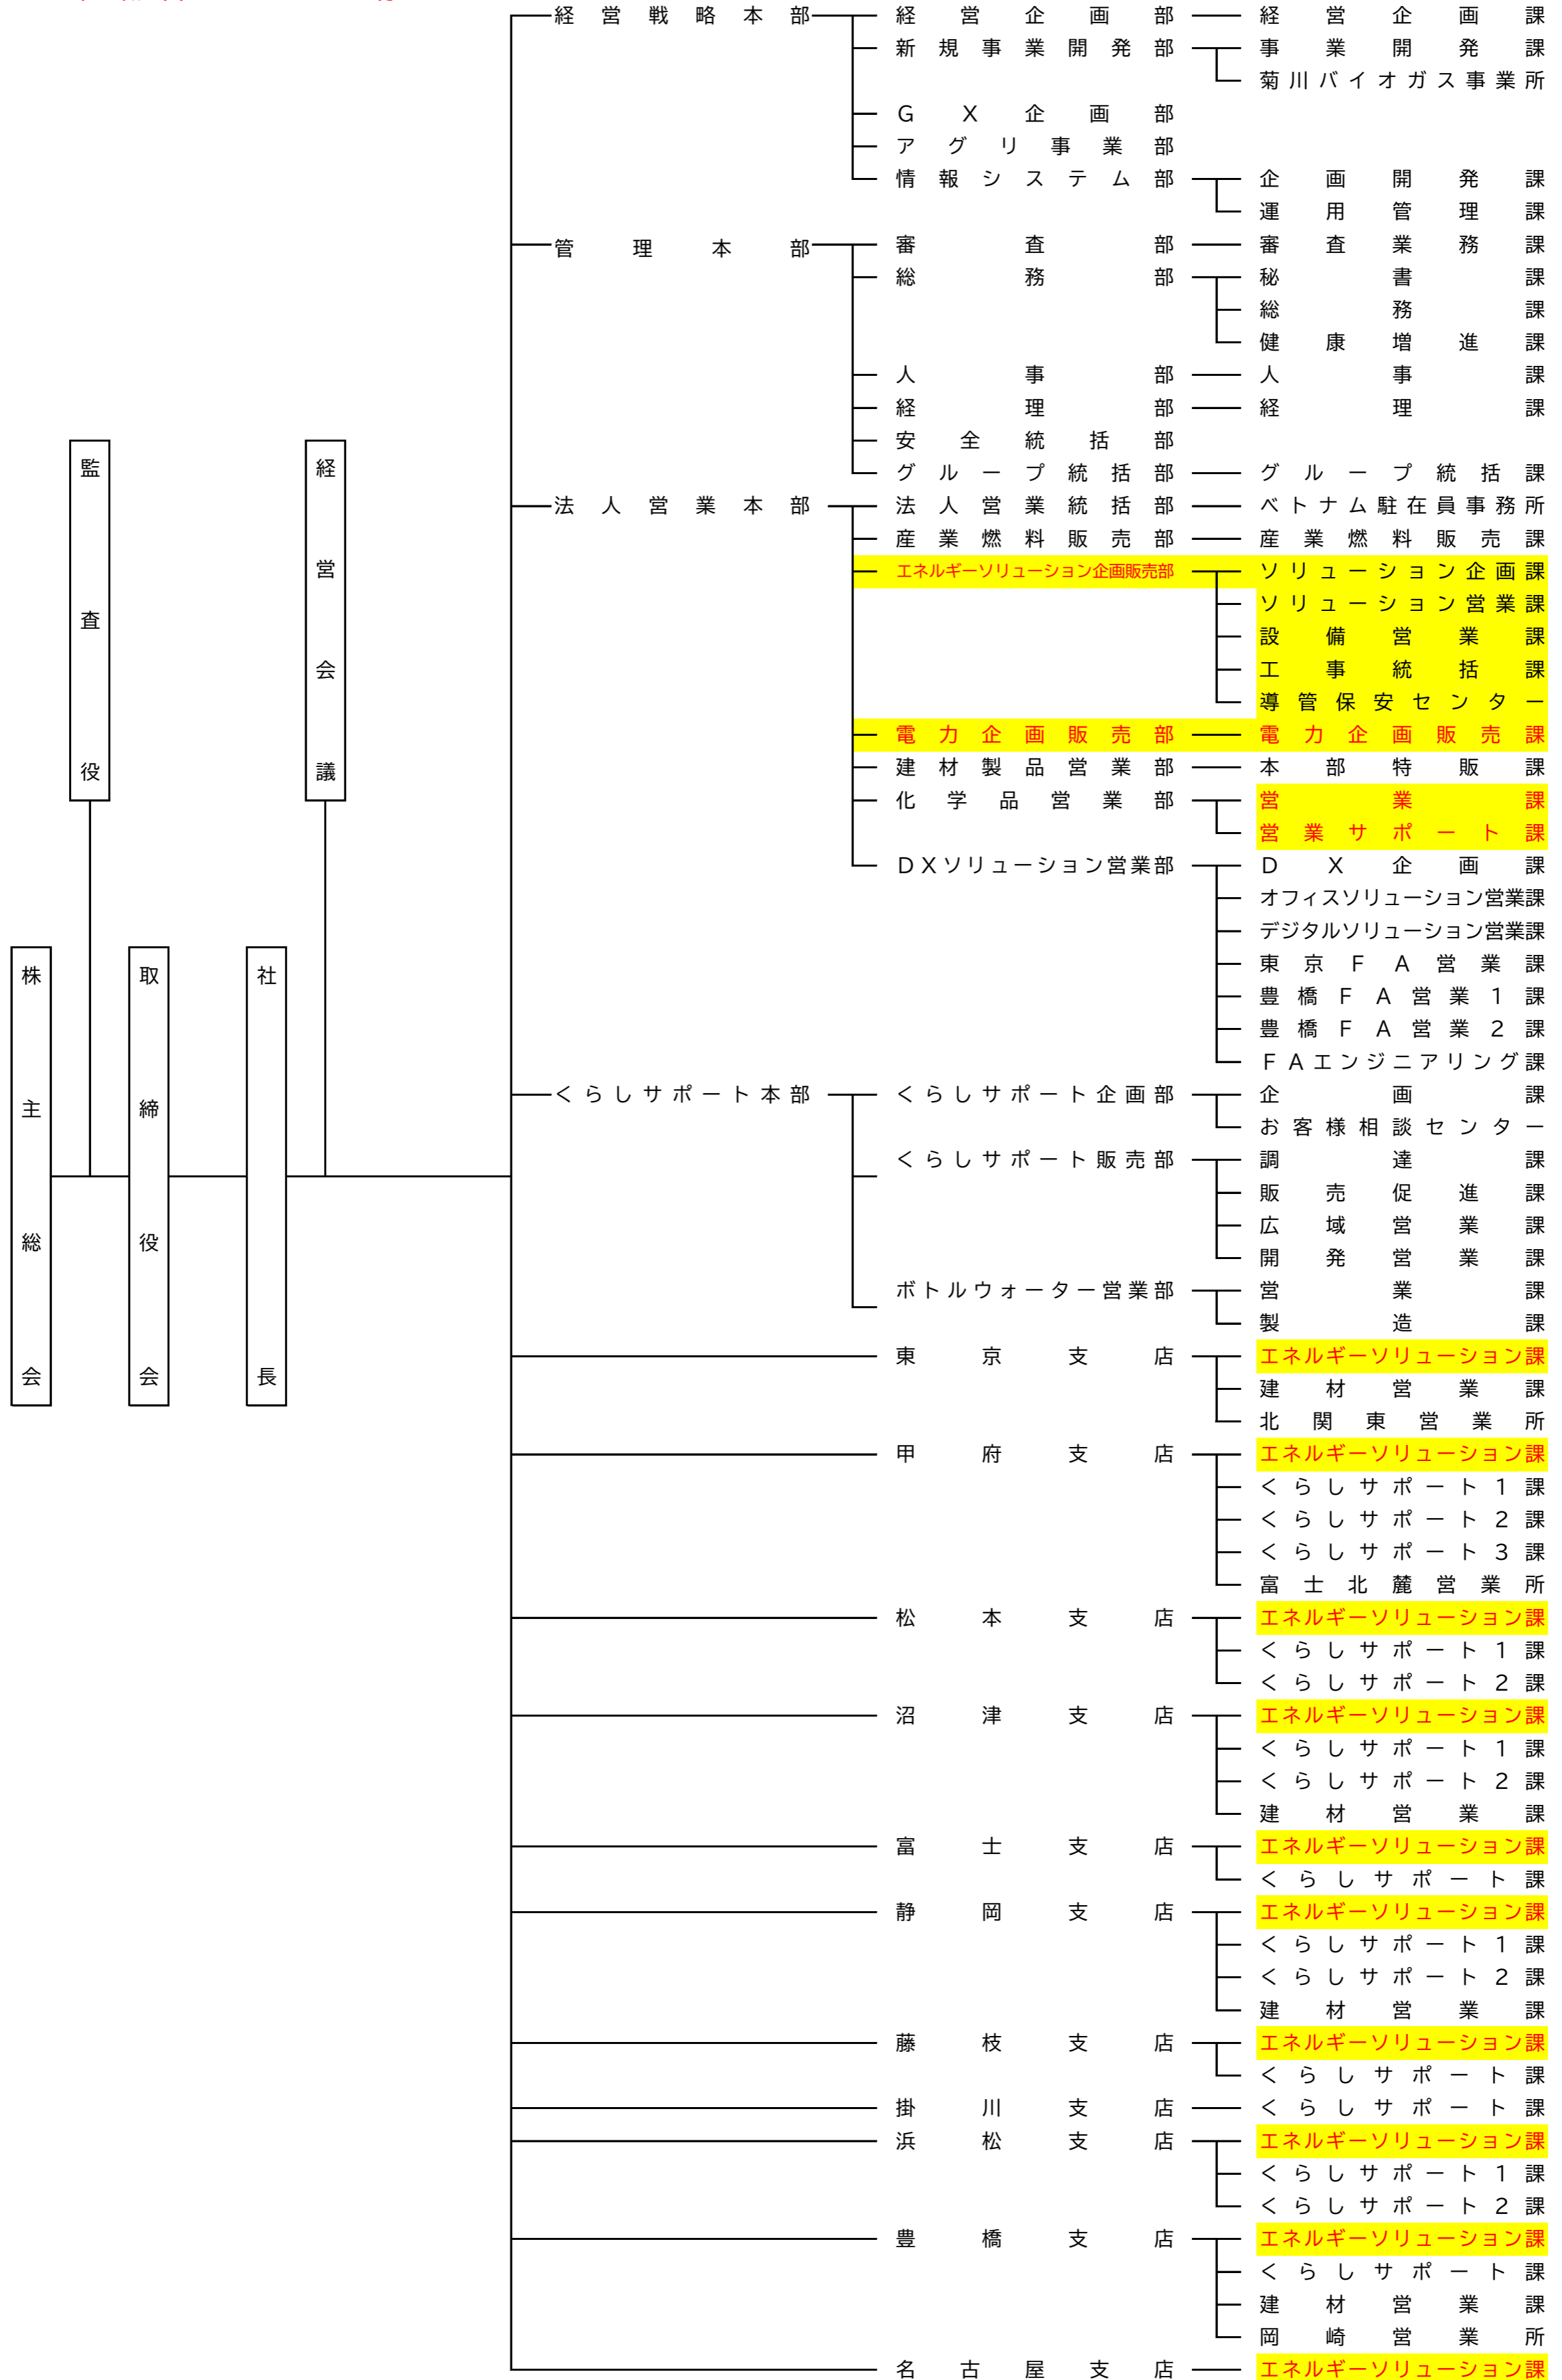 経営戦略本部 経営企画部 経営企画課
新規事業開発部 事業開発課
菊川バイオガス事業所
GX企画部
アグリ事業部
情報システム部 企画開発課
運用管理課
管理本部 審査部 審査業務課
総務部 秘書課
総務課
健康増進課
人事部 人事課
経理部 経理課
安全統括部
グループ統括部 グループ統括課
法人営業本部 法人営業統括部 ベトナム駐在員事務所
産業燃料販売部 産業燃料販売課
エネルギーソリューション企画販売部 ソリューション企画課
ソリューション営業課
設備営業課
工事統括課
導管保安センター
電力企画販売部 電力企画販売課
建材製品営業部 本部特販課
化学品営業部 営業課
営業サポート課
DXソリューション営業部 DX企画課
オフィスソリューション営業課
デジタルソリューション営業課
東京FA営業課
豊橋FA営業1課
豊橋FA営業2課
FAエンジニアリング課
監査役
経営会議
株主総会
取締役会
社長
くらしサポート本部 くらしサポート企画部 企画課
お客様相談センター
くらしサポート販売部 調達課
販売促進課
広域営業課
開発営業課
ボトルウォーター営業部 営業課
製造課
東京支店 エネルギーソリューション課
建材営業課
北関東営業所
甲府支店 エネルギーソリューション課
くらしサポート1課
くらしサポート2課
くらしサポート3課
富士北麓営業所
松本支店 エネルギーソリューション課
くらしサポート1課
くらしサポート2課
沼津支店 エネルギーソリューション課
くらしサポート1課
くらしサポート2課
建材営業課
富士支店 エネルギーソリューション課
くらしサポート課
静岡支店 エネルギーソリューション課
くらしサポート1課
くらしサポート2課
建材営業課
藤枝支店 エネルギーソリューション課
くらしサポート課
掛川支店 くらしサポート課
浜松支店 エネルギーソリューション課
くらしサポート1課
くらしサポート2課
豊橋支店 エネルギーソリューション課
くらしサポート課
建材営業課
岡崎営業所
名古屋支店 エネルギーソリューション課